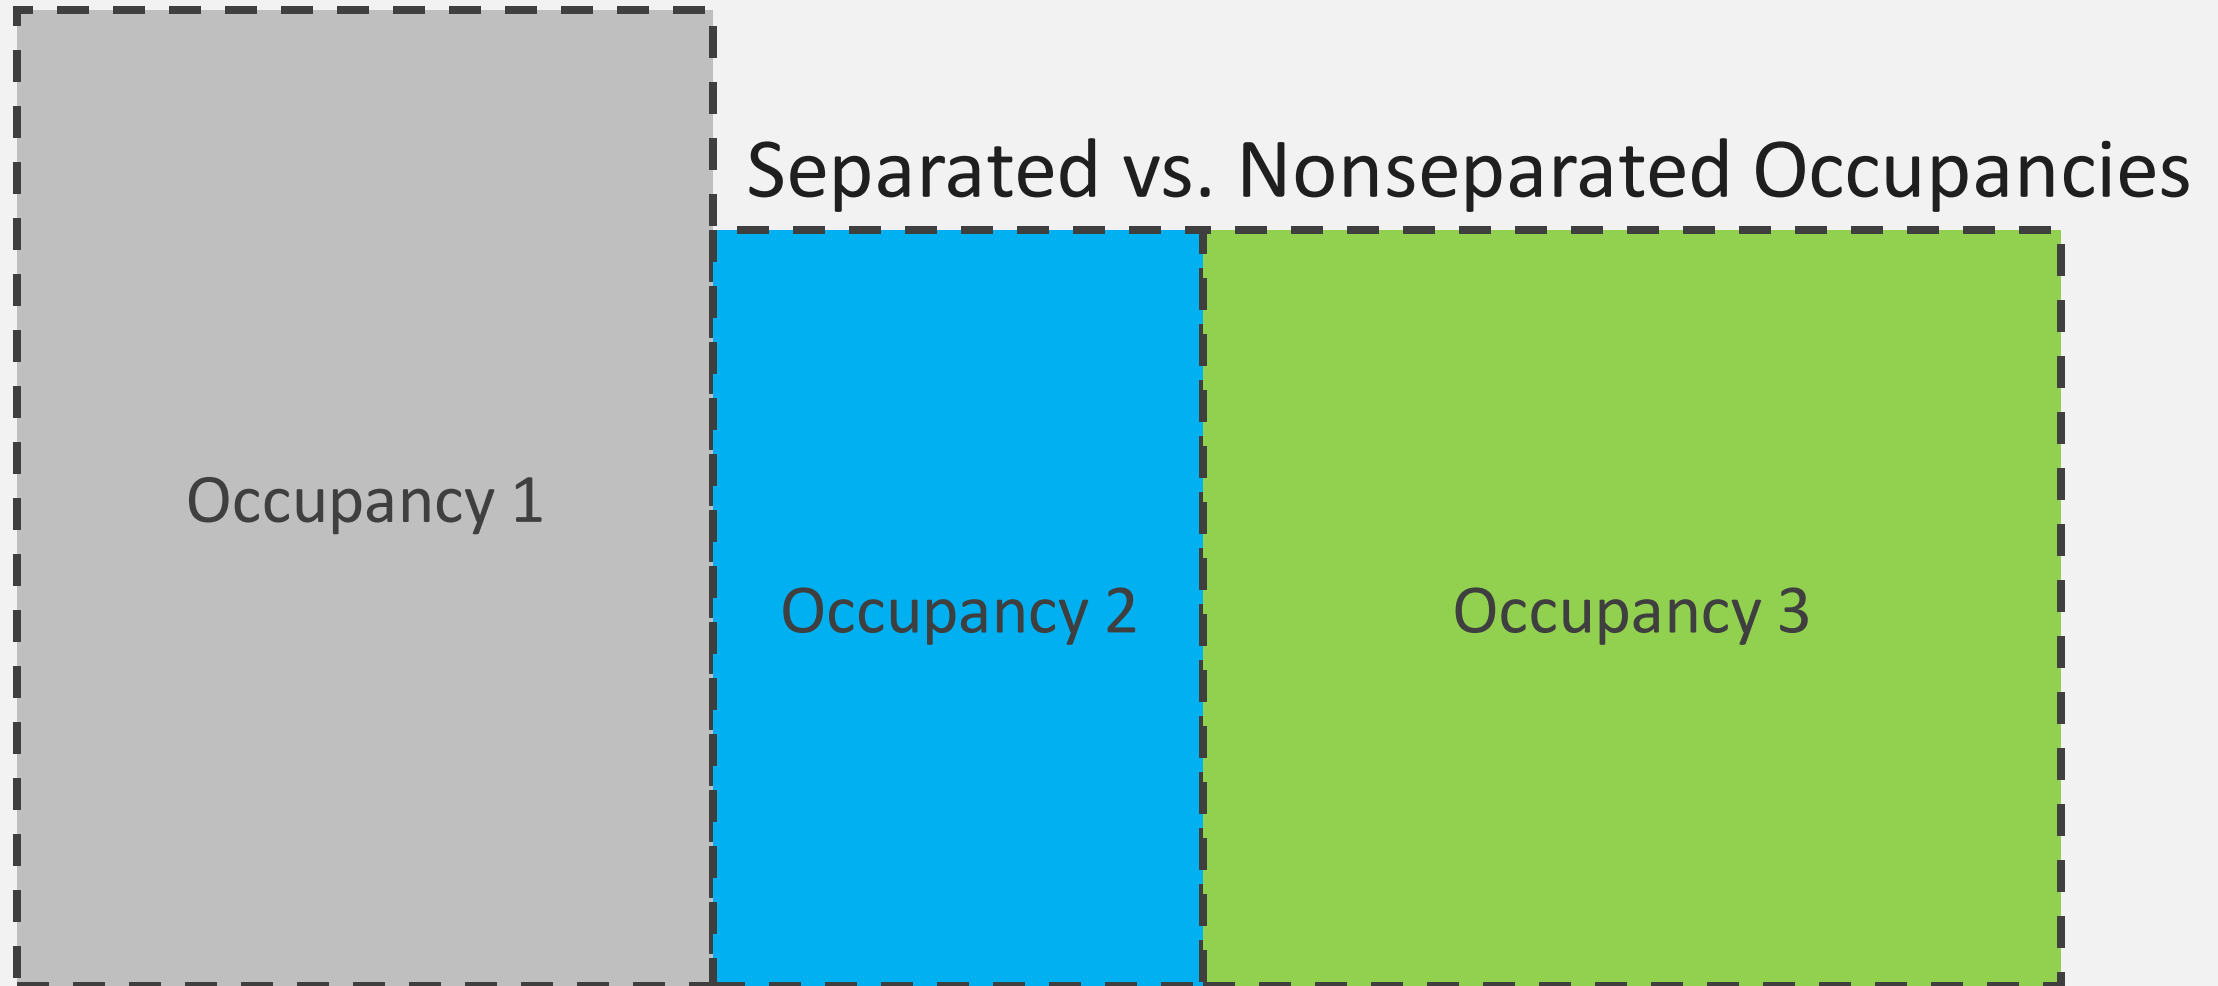 Separated vs. Nonseparated Occupancies
Occupancy 1
Occupancy 2
Occupancy 3